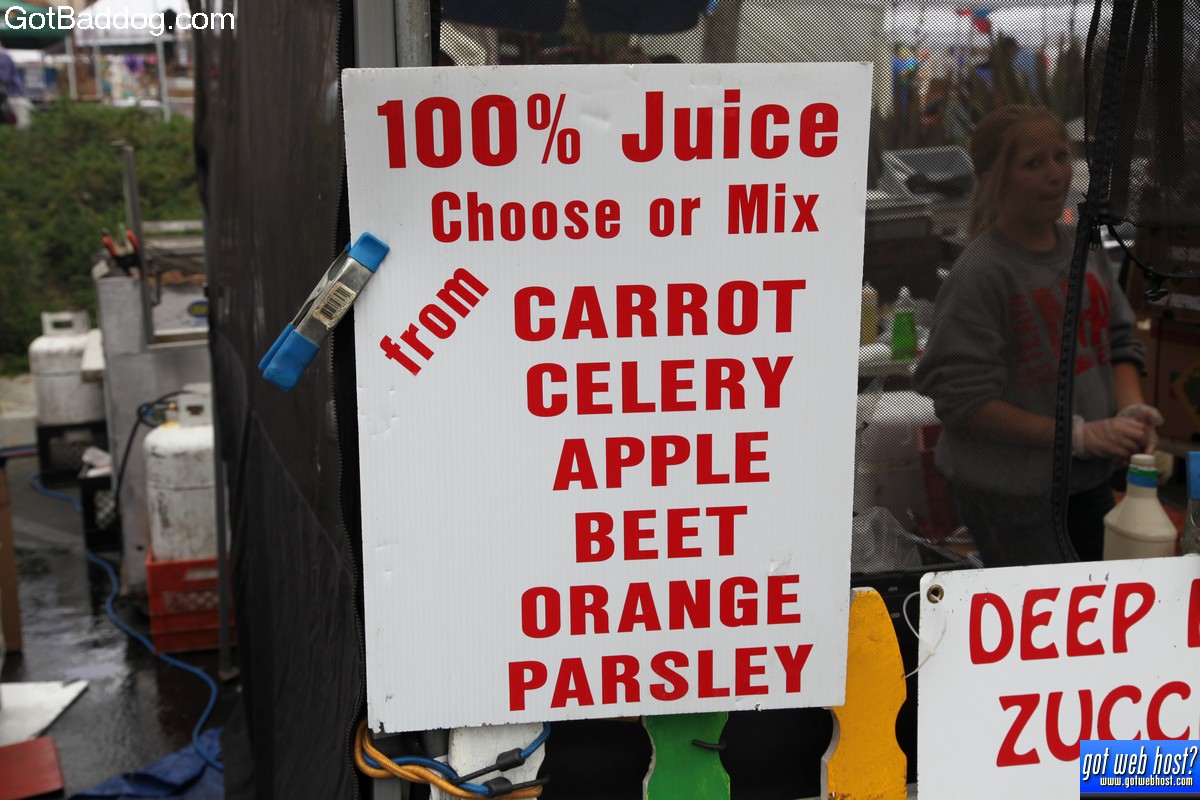 GotBaddog.com
100% Juice
Choose or Mix
from
CARROT
CELERY
APPLE
BEET
ORANGE
PARSLEY
DEEP
ZUCC
got web host?
www.gotwebhost.com